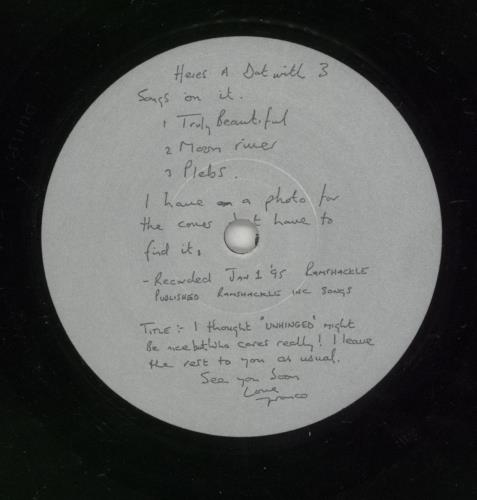 Heres A Dat with 3
Songs on it.
1 Truly Beautiful
2 Moon river
3 Plebs.
I have a photo for
the cover but have to
find it,
- Recorded JAN 1 '95 RAMSHACKLE
PUBLISHED RAMSHACKLE INC SONGS
TITLE :- I thought "UNHINGED" might
Be nice but Who cares really! I leave
the rest to you as usual.
See you Soon
Love
Franco